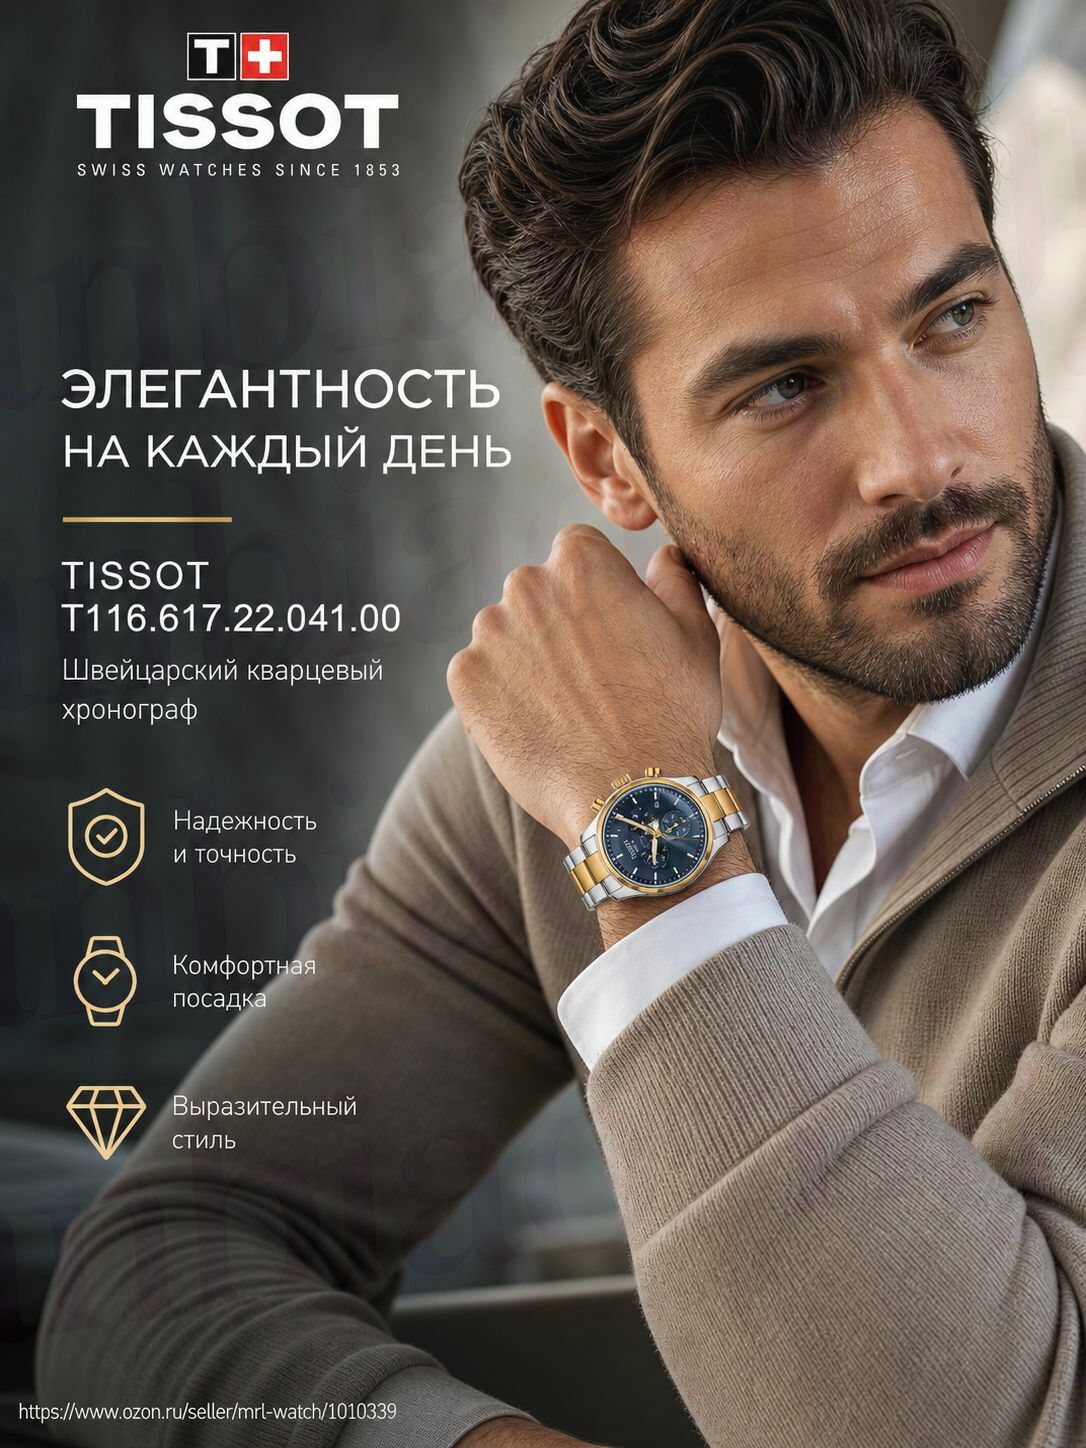 T+
TISSOT
SWISS WATCHES SINCE 1853
ЭЛЕГАНТНОСТЬ
НА КАЖДЫЙ ДЕНЬ
TISSOT
T116.617.22.041.00
Швейцарский кварцевый
хронограф
Надежность
и точность
Комфортная
посадка
Выразительный
стиль
https://www.ozon.ru/seller/mrl-watch/1010339